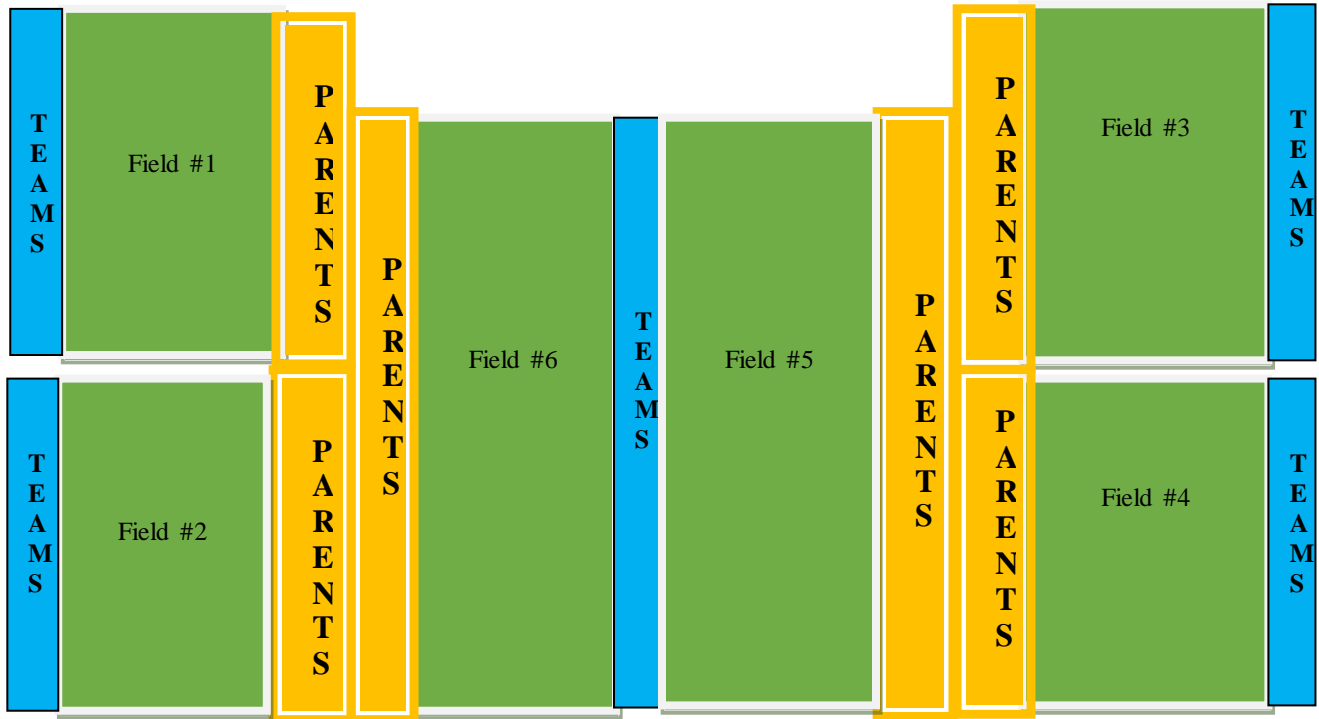 TEAMS
Field #1
PARENTS
PARENTS
Field #6
TEAMS
Field #5
PARENTS
PARENTS
Field #3
TEAMS
TEAMS
Field #2
PARENTS
PARENTS
Field #4
TEAMS